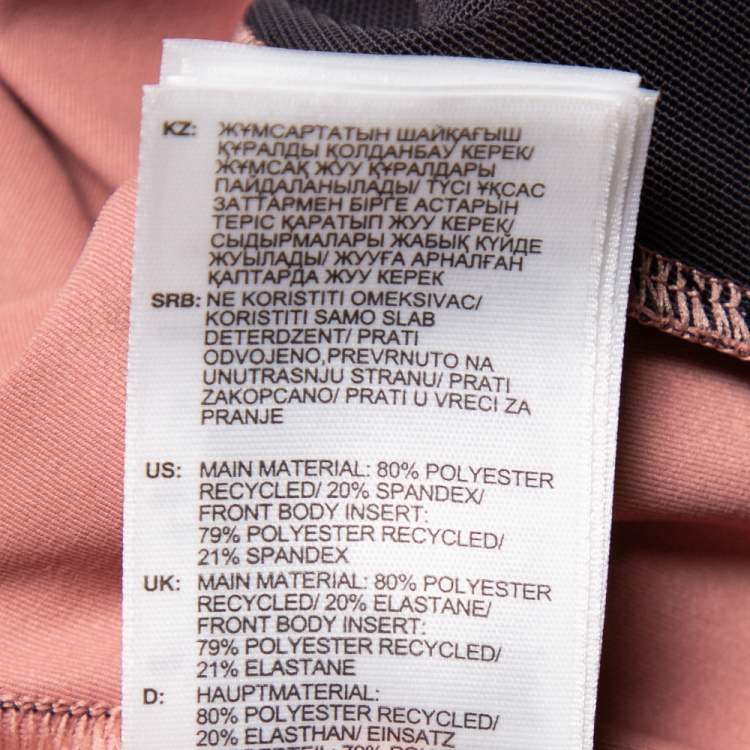 KZ: ЖҰМСАРТАТЫН ШАЙҚАҒЫШ
ҚҰРАЛДЫ ҚОЛДАНБАУ КЕРЕК/
ЖҰМСАҚ ЖУУ ҚҰРАЛДАРЫ
ПАЙДАЛАНЫЛАДЫ/ ТҮСІ ҰҚСАС
ЗАТТАРМЕН БІРГЕ АСТАРЫН
ТЕРІС ҚАРАТЫП ЖУУ КЕРЕК/
СЫДЫРМАЛАРЫ ЖАБЫҚ КҮЙДЕ
ЖУЫЛАДЫ/ ЖУУҒА АРНАЛҒАН
ҚАПТАРДА ЖУУ КЕРЕК
SRB: NE KORISTITI OMEKSIVAC/
KORISTITI SAMO SLAB
DETERDZENT/ PRATI
ODVOJENO,PREVRNUTO NA
UNUTRASNJU STRANU/ PRATI
ZAKOPCANO/ PRATI U VRECI ZA
PRANJE
US: MAIN MATERIAL: 80% POLYESTER
RECYCLED/ 20% SPANDEX/
FRONT BODY INSERT:
79% POLYESTER RECYCLED/
21% SPANDEX
UK: MAIN MATERIAL: 80% POLYESTER
RECYCLED/ 20% ELASTANE/
FRONT BODY INSERT:
79% POLYESTER RECYCLED/
21% ELASTANE
D: HAUPTMATERIAL:
80% POLYESTER RECYCLED/
20% ELASTHAN/ EINSATZ